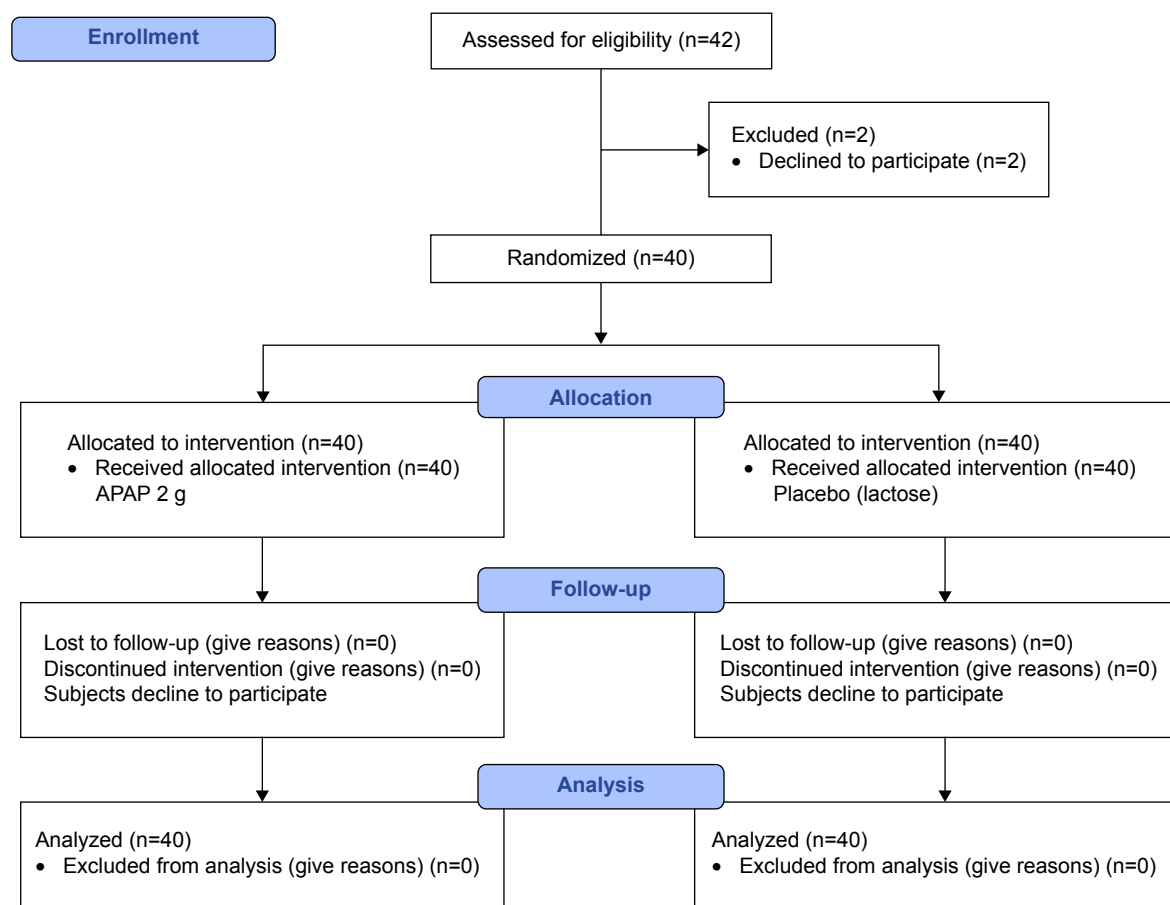 Enrollment
Assessed for eligibility (n=42)
Excluded (n=2)
• Declined to participate (n=2)
Randomized (n=40)
Allocation
Allocated to intervention (n=40)
• Received allocated intervention (n=40)
APAP 2 g
Allocated to intervention (n=40)
• Received allocated intervention (n=40)
Placebo (lactose)
Follow-up
Lost to follow-up (give reasons) (n=0)
Discontinued intervention (give reasons) (n=0)
Subjects decline to participate
Lost to follow-up (give reasons) (n=0)
Discontinued intervention (give reasons) (n=0)
Subjects decline to participate
Analysis
Analyzed (n=40)
• Excluded from analysis (give reasons) (n=0)
Analyzed (n=40)
• Excluded from analysis (give reasons) (n=0)